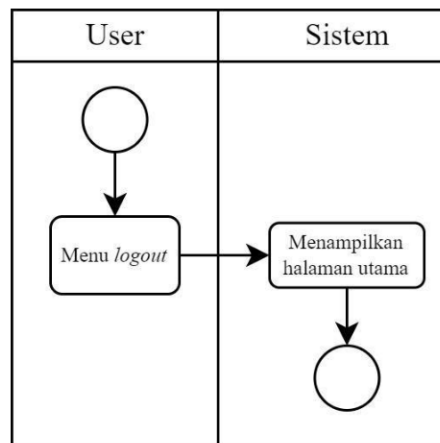 User
Sistem
Menu logout
Menampilkan
halaman utama